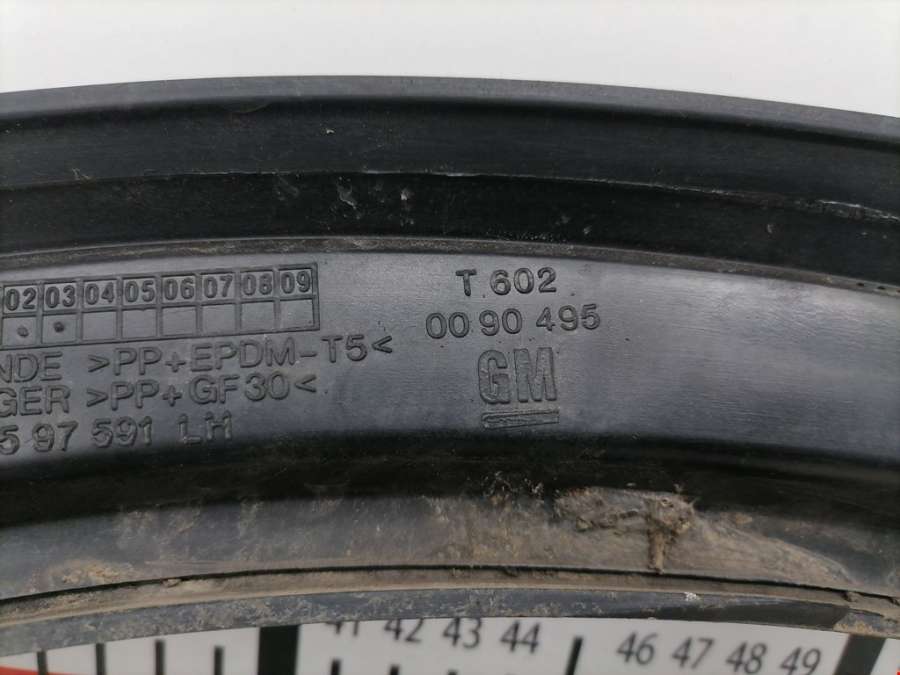 02 03 04 05 06 07 08 09
T 602
00 90 495
NDE >PP+EPDM-T5<
GER >PP+GF30<
5 97 591 LH
GM
41 42 43 44 46 47 48 49